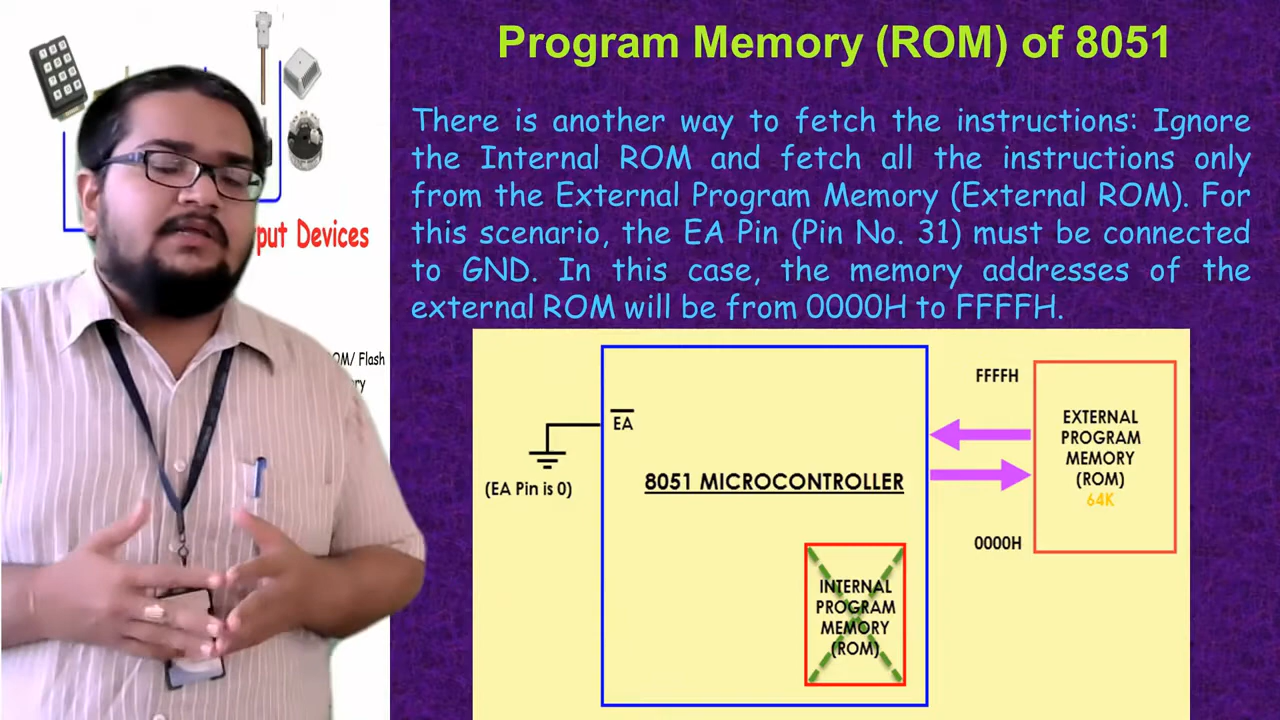 Program Memory (ROM) of 8051
There is another way to fetch the instructions: Ignore
the Internal ROM and fetch all the instructions only
from the External Program Memory (External ROM). For
this scenario, the EA Pin (Pin No. 31) must be connected
to GND. In this case, the memory addresses of the
external ROM will be from 0000H to FFFFH.
put Devices
OM/ Flash
ry
EA
(EA Pin is 0)
8051 MICROCONTROLLER
INTERNAL
PROGRAM
MEMORY
(ROM)
FFFFH
0000H
EXTERNAL
PROGRAM
MEMORY
(ROM)
64K